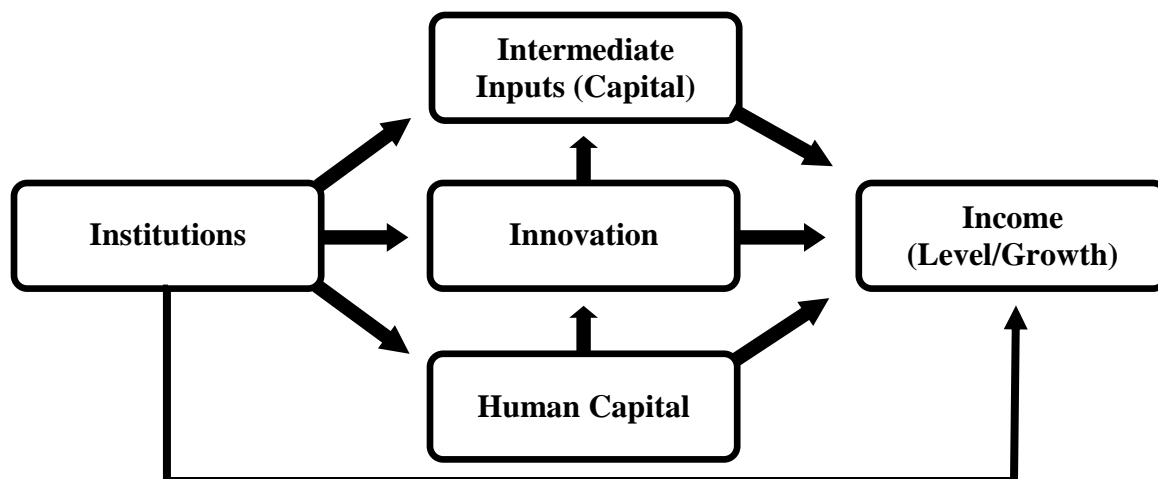 Intermediate
Inputs (Capital)
Institutions
Innovation
Income
(Level/Growth)
Human Capital